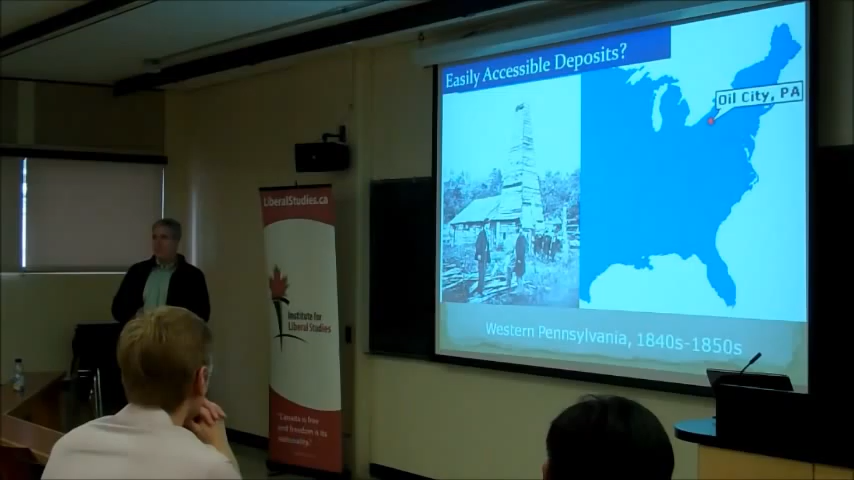 Easily Accessible Deposits?
Oil City, PA
LiberalStudies.ca
Institute for
Liberal Studies
Western Pennsylvania, 1840s-1850s
"Canada is free
and freedom is its
nationality."